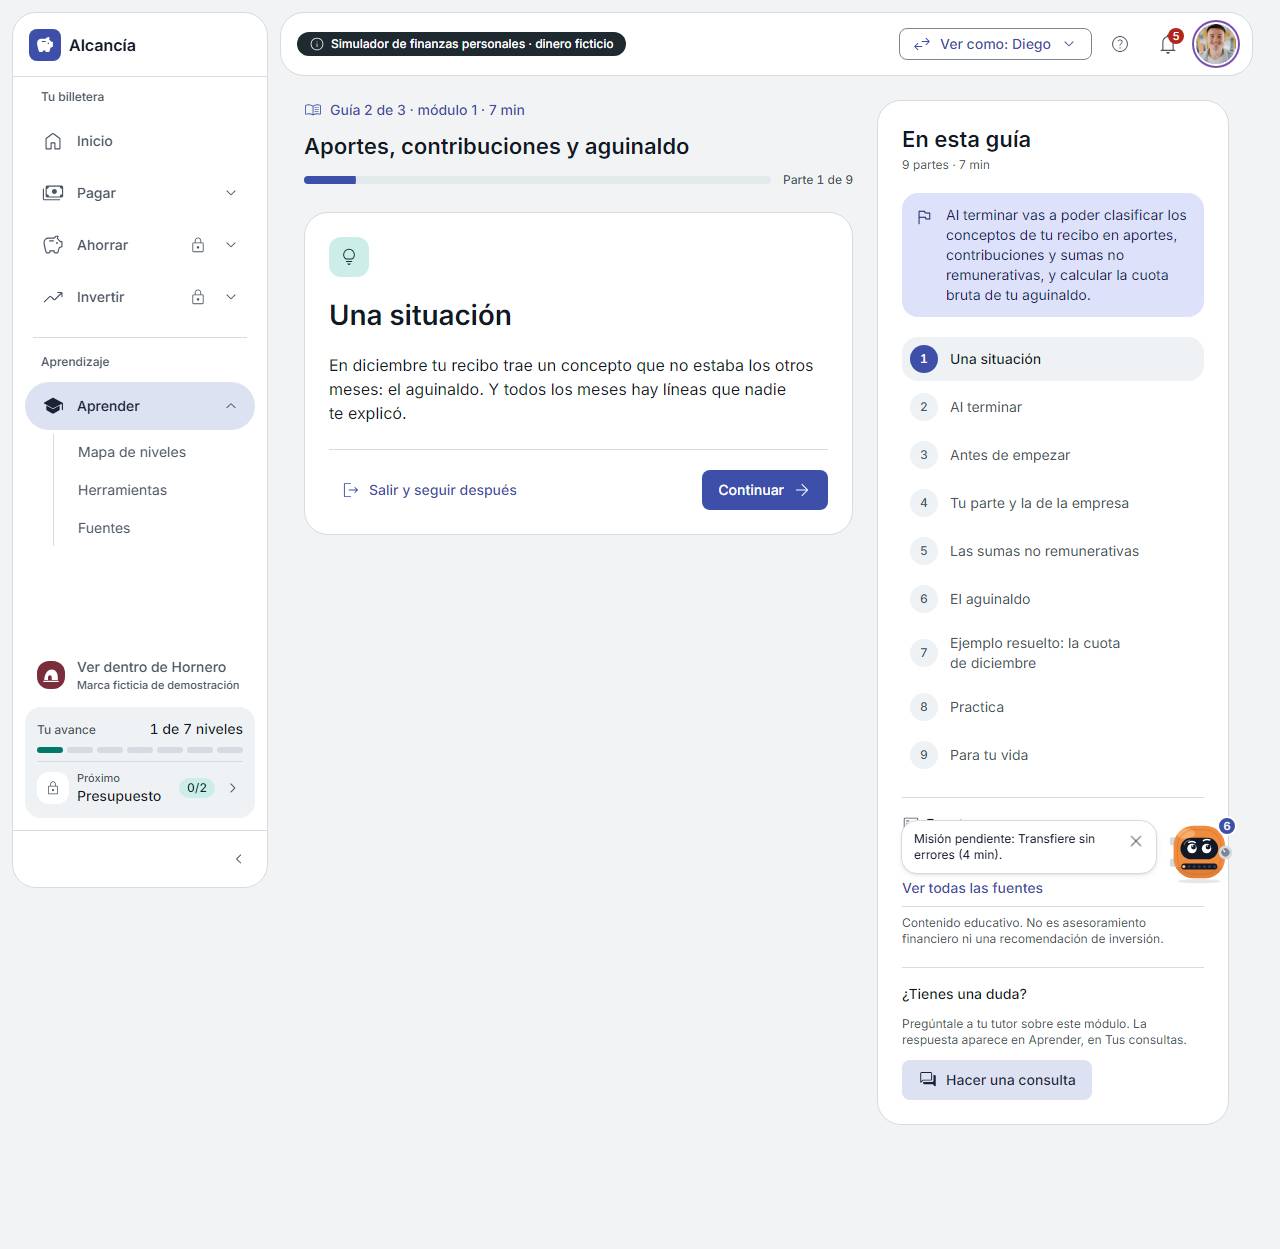 Alcancía
Tu billetera
Inicio
Pagar
Ahorrar
Invertir
Aprendizaje
Aprender
Mapa de niveles
Herramientas
Fuentes
Ver dentro de Hornero
Marca ficticia de demostración
Tu avance
1 de 7 niveles
Próximo
Presupuesto
0/2
Simulador de finanzas personales · dinero ficticio
Ver como: Diego
5
Guía 2 de 3 · módulo 1 · 7 min
Aportes, contribuciones y aguinaldo
Parte 1 de 9
Una situación
En diciembre tu recibo trae un concepto que no estaba los otros
meses: el aguinaldo. Y todos los meses hay líneas que nadie
te explicó.
Salir y seguir después
Continuar
En esta guía
9 partes · 7 min
Al terminar vas a poder clasificar los
conceptos de tu recibo en aportes,
contribuciones y sumas no
remunerativas, y calcular la cuota
bruta de tu aguinaldo.
1 Una situación
2 Al terminar
3 Antes de empezar
4 Tu parte y la de la empresa
5 Las sumas no remunerativas
6 El aguinaldo
7 Ejemplo resuelto: la cuota
de diciembre
8 Practica
9 Para tu vida
Misión pendiente: Transfiere sin
errores (4 min).
6
Ver todas las fuentes
Contenido educativo. No es asesoramiento
financiero ni una recomendación de inversión.
¿Tienes una duda?
Pregúntale a tu tutor sobre este módulo. La
respuesta aparece en Aprender, en Tus consultas.
Hacer una consulta